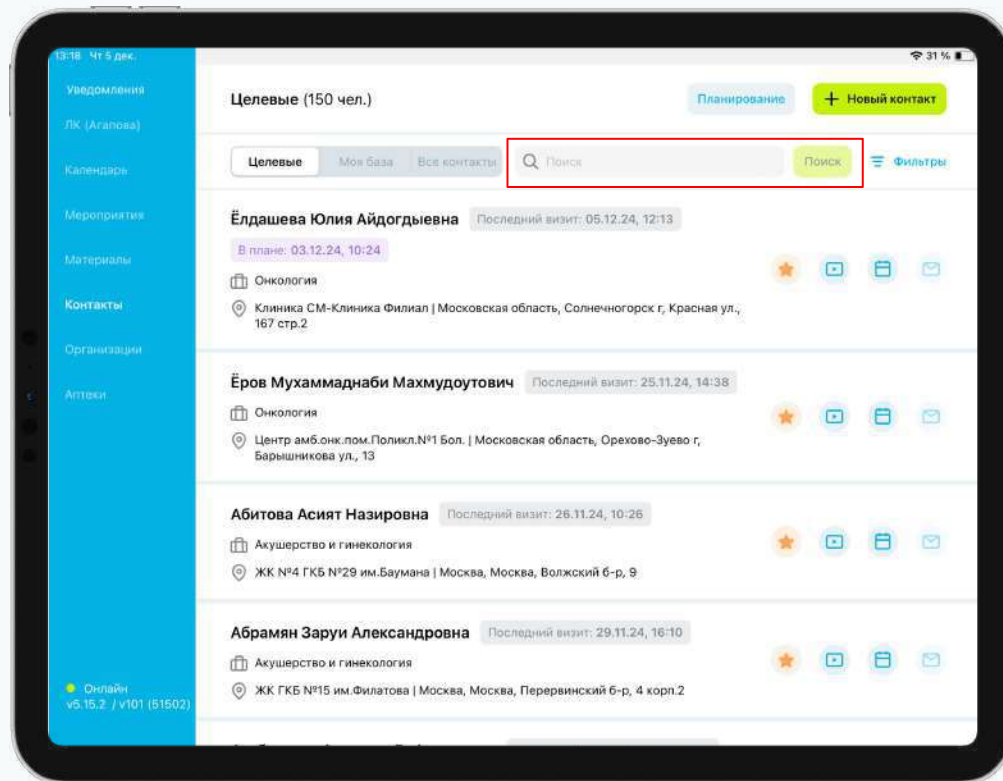 13:18 Чт 5 дек.
31 %
Уведомления
ЛК (Агапова)
Календарь
Мероприятия
Материалы
Контакты
Организации
Аптеки
Онлайн
v5.15.2 / v101 (51502)
Целевые (150 чел.)
Планирование
+ Новый контакт
Целевые
Моя база
Все контакты
Поиск
Поиск
Фильтры
Ёлдашева Юлия Айдогдыевна
Последний визит: 05.12.24, 12:13
В плане: 03.12.24, 10:24
Онкология
Клиника СМ-Клиника Филиал | Московская область, Солнечногорск г, Красная ул.,
167 стр.2
Ёров Мухаммаднаби Махмудоутович
Последний визит: 25.11.24, 14:38
Онкология
Центр амб.онк.пом.Поликл.№1 Бол. | Московская область, Орехово-Зуево г,
Барышникова ул., 13
Абитова Асият Назировна
Последний визит: 26.11.24, 10:26
Акушерство и гинекология
ЖК №4 ГКБ №29 им.Баумана | Москва, Москва, Волжский б-р, 9
Абрамян Заруи Александровна
Последний визит: 29.11.24, 16:10
Акушерство и гинекология
ЖК ГКБ №15 им.Филатова | Москва, Москва, Перервинский б-р, 4 корп.2